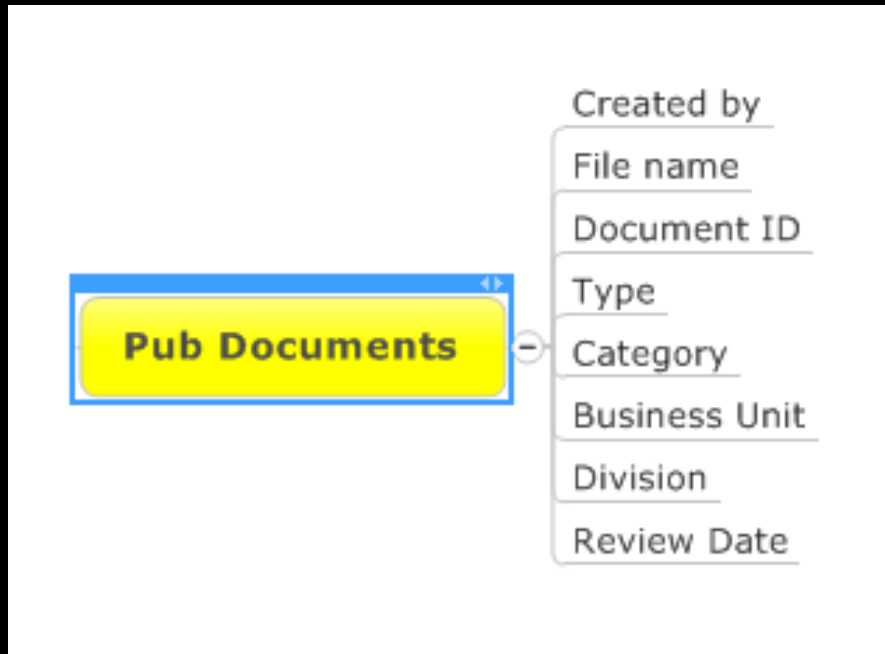 Pub Documents
Created by
File name
Document ID
Type
Category
Business Unit
Division
Review Date